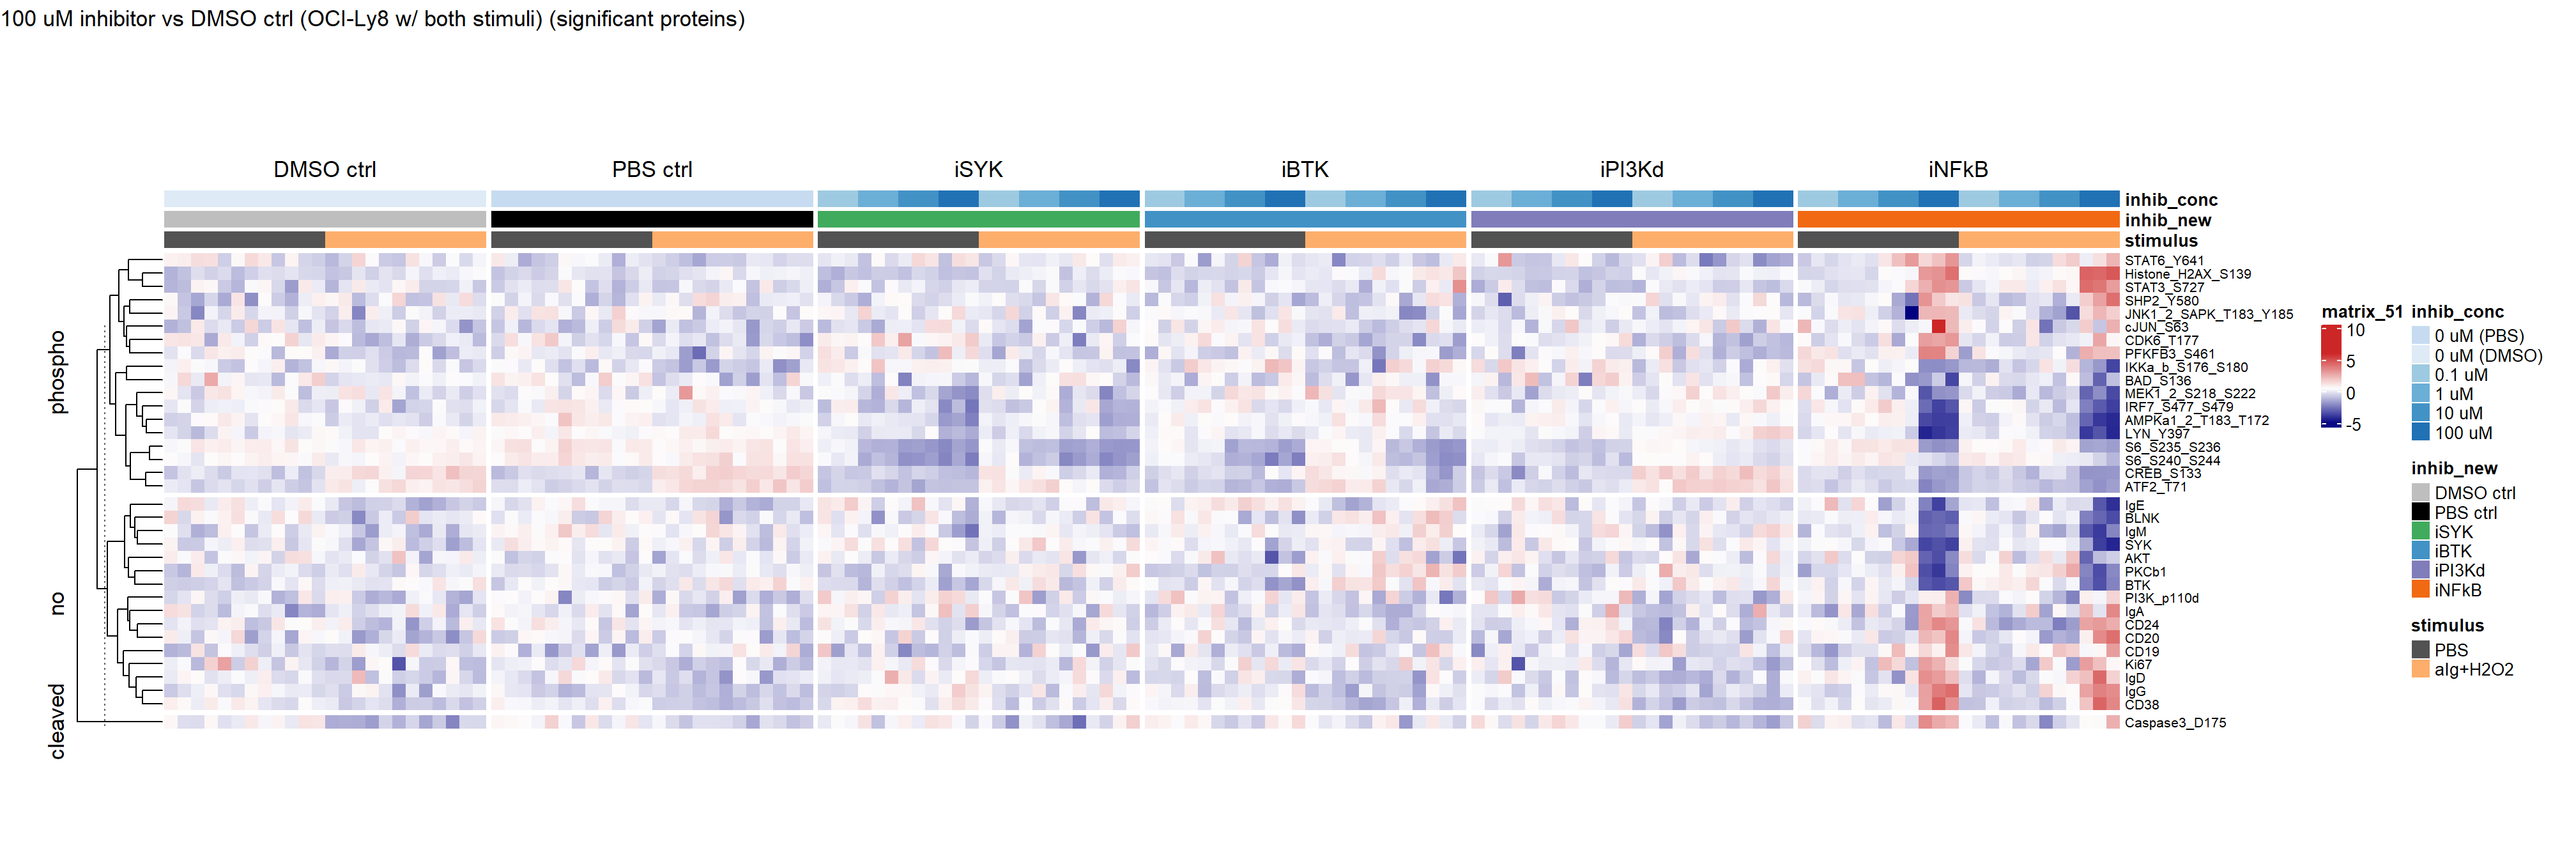 100 uM inhibitor vs DMSO ctrl (OCI-Ly8 w/ both stimuli) (significant proteins)
DMSO ctrl
PBS ctrl
iSYK
iBTK
iPI3Kd
iNFkB
inhib_conc
inhib_new
stimulus
phospho
no
cleaved
STAT6_Y641
Histone_H2AX_S139
STAT3_S727
SHP2_Y580
JNK1_2_SAPK_T183_Y185
cJUN_S63
CDK6_T177
PFKFB3_S461
IKKa_b_S176_S180
BAD_S136
MEK1_2_S218_S222
IRF7_S477_S479
AMPKa1_2_T183_T172
LYN_Y397
S6_S235_S236
S6_S240_S244
CREB_S133
ATF2_T71
IgE
BLNK
IgM
SYK
AKT
PKCb1
BTK
PI3K_p110d
IgA
CD24
CD20
CD19
Ki67
IgD
IgG
CD38
Caspase3_D175
matrix_51
10
5
0
-5
inhib_conc
0 uM (PBS)
0 uM (DMSO)
0.1 uM
1 uM
10 uM
100 uM
inhib_new
DMSO ctrl
PBS ctrl
iSYK
iBTK
iPI3Kd
iNFkB
stimulus
PBS
aIg+H2O2